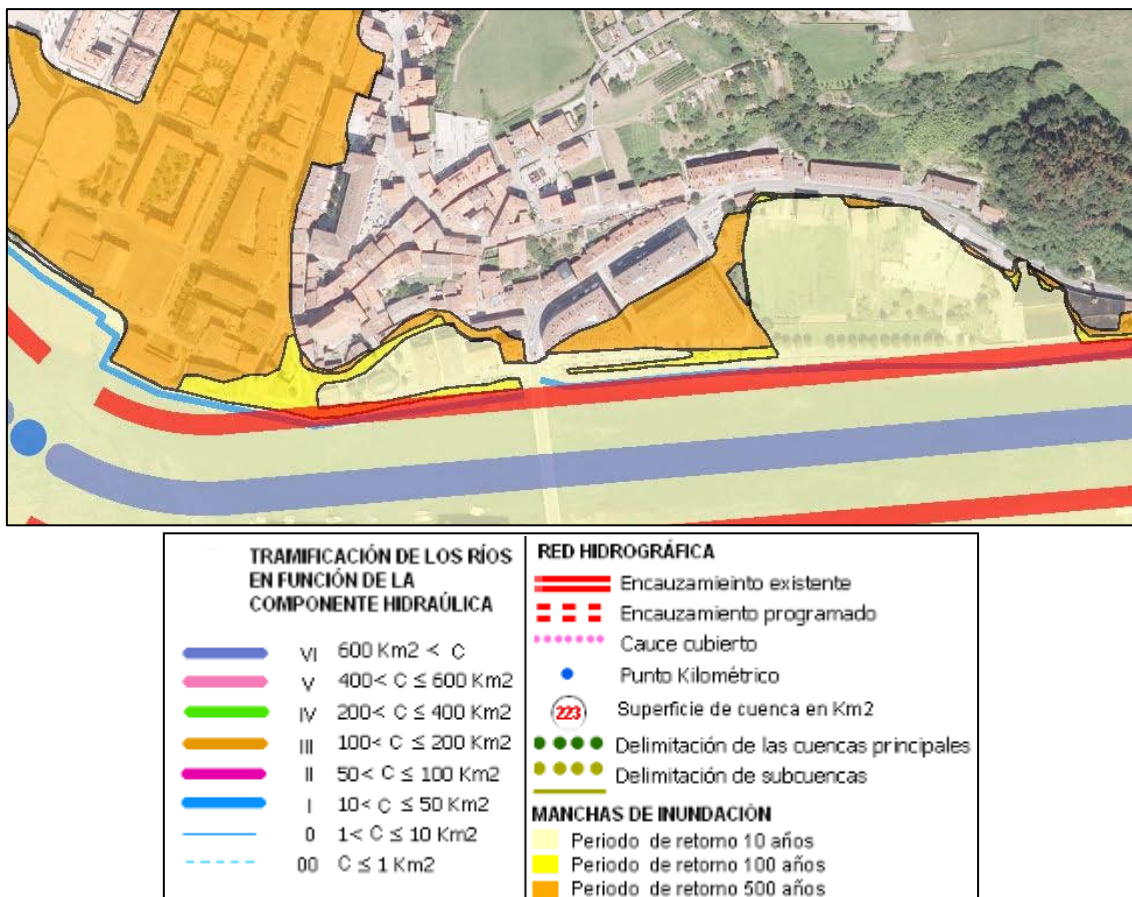 TRAMIFICACIÓN DE LOS RÍOS
EN FUNCIÓN DE LA
COMPONENTE HIDRAÚLICA
VI 600 Km2 < C
V 400< C ≤ 600 Km2
IV 200< C ≤ 400 Km2
III 100< C ≤ 200 Km2
II 50< C ≤ 100 Km2
I 10< C ≤ 50 Km2
0 1< C ≤ 10 Km2
00 C ≤ 1 Km2
RED HIDROGRÁFICA
Encauzamieinto existente
Encauzamiento programado
Cauce cubierto
Punto Kilométrico
223 Superficie de cuenca en Km2
Delimitación de las cuencas principales
Delimitación de subcuencas
MANCHAS DE INUNDACIÓN
Periodo de retorno 10 años
Periodo de retorno 100 años
Periodo de retorno 500 años